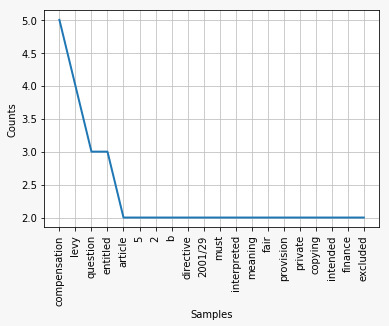 5.0
4.5
4.0
3.5
3.0
2.5
2.0
Counts
compensation
levy
question
entitled
article
5
2
b
directive
2001/29
must
interpreted
meaning
fair
provision
private
copying
intended
finance
excluded
Samples